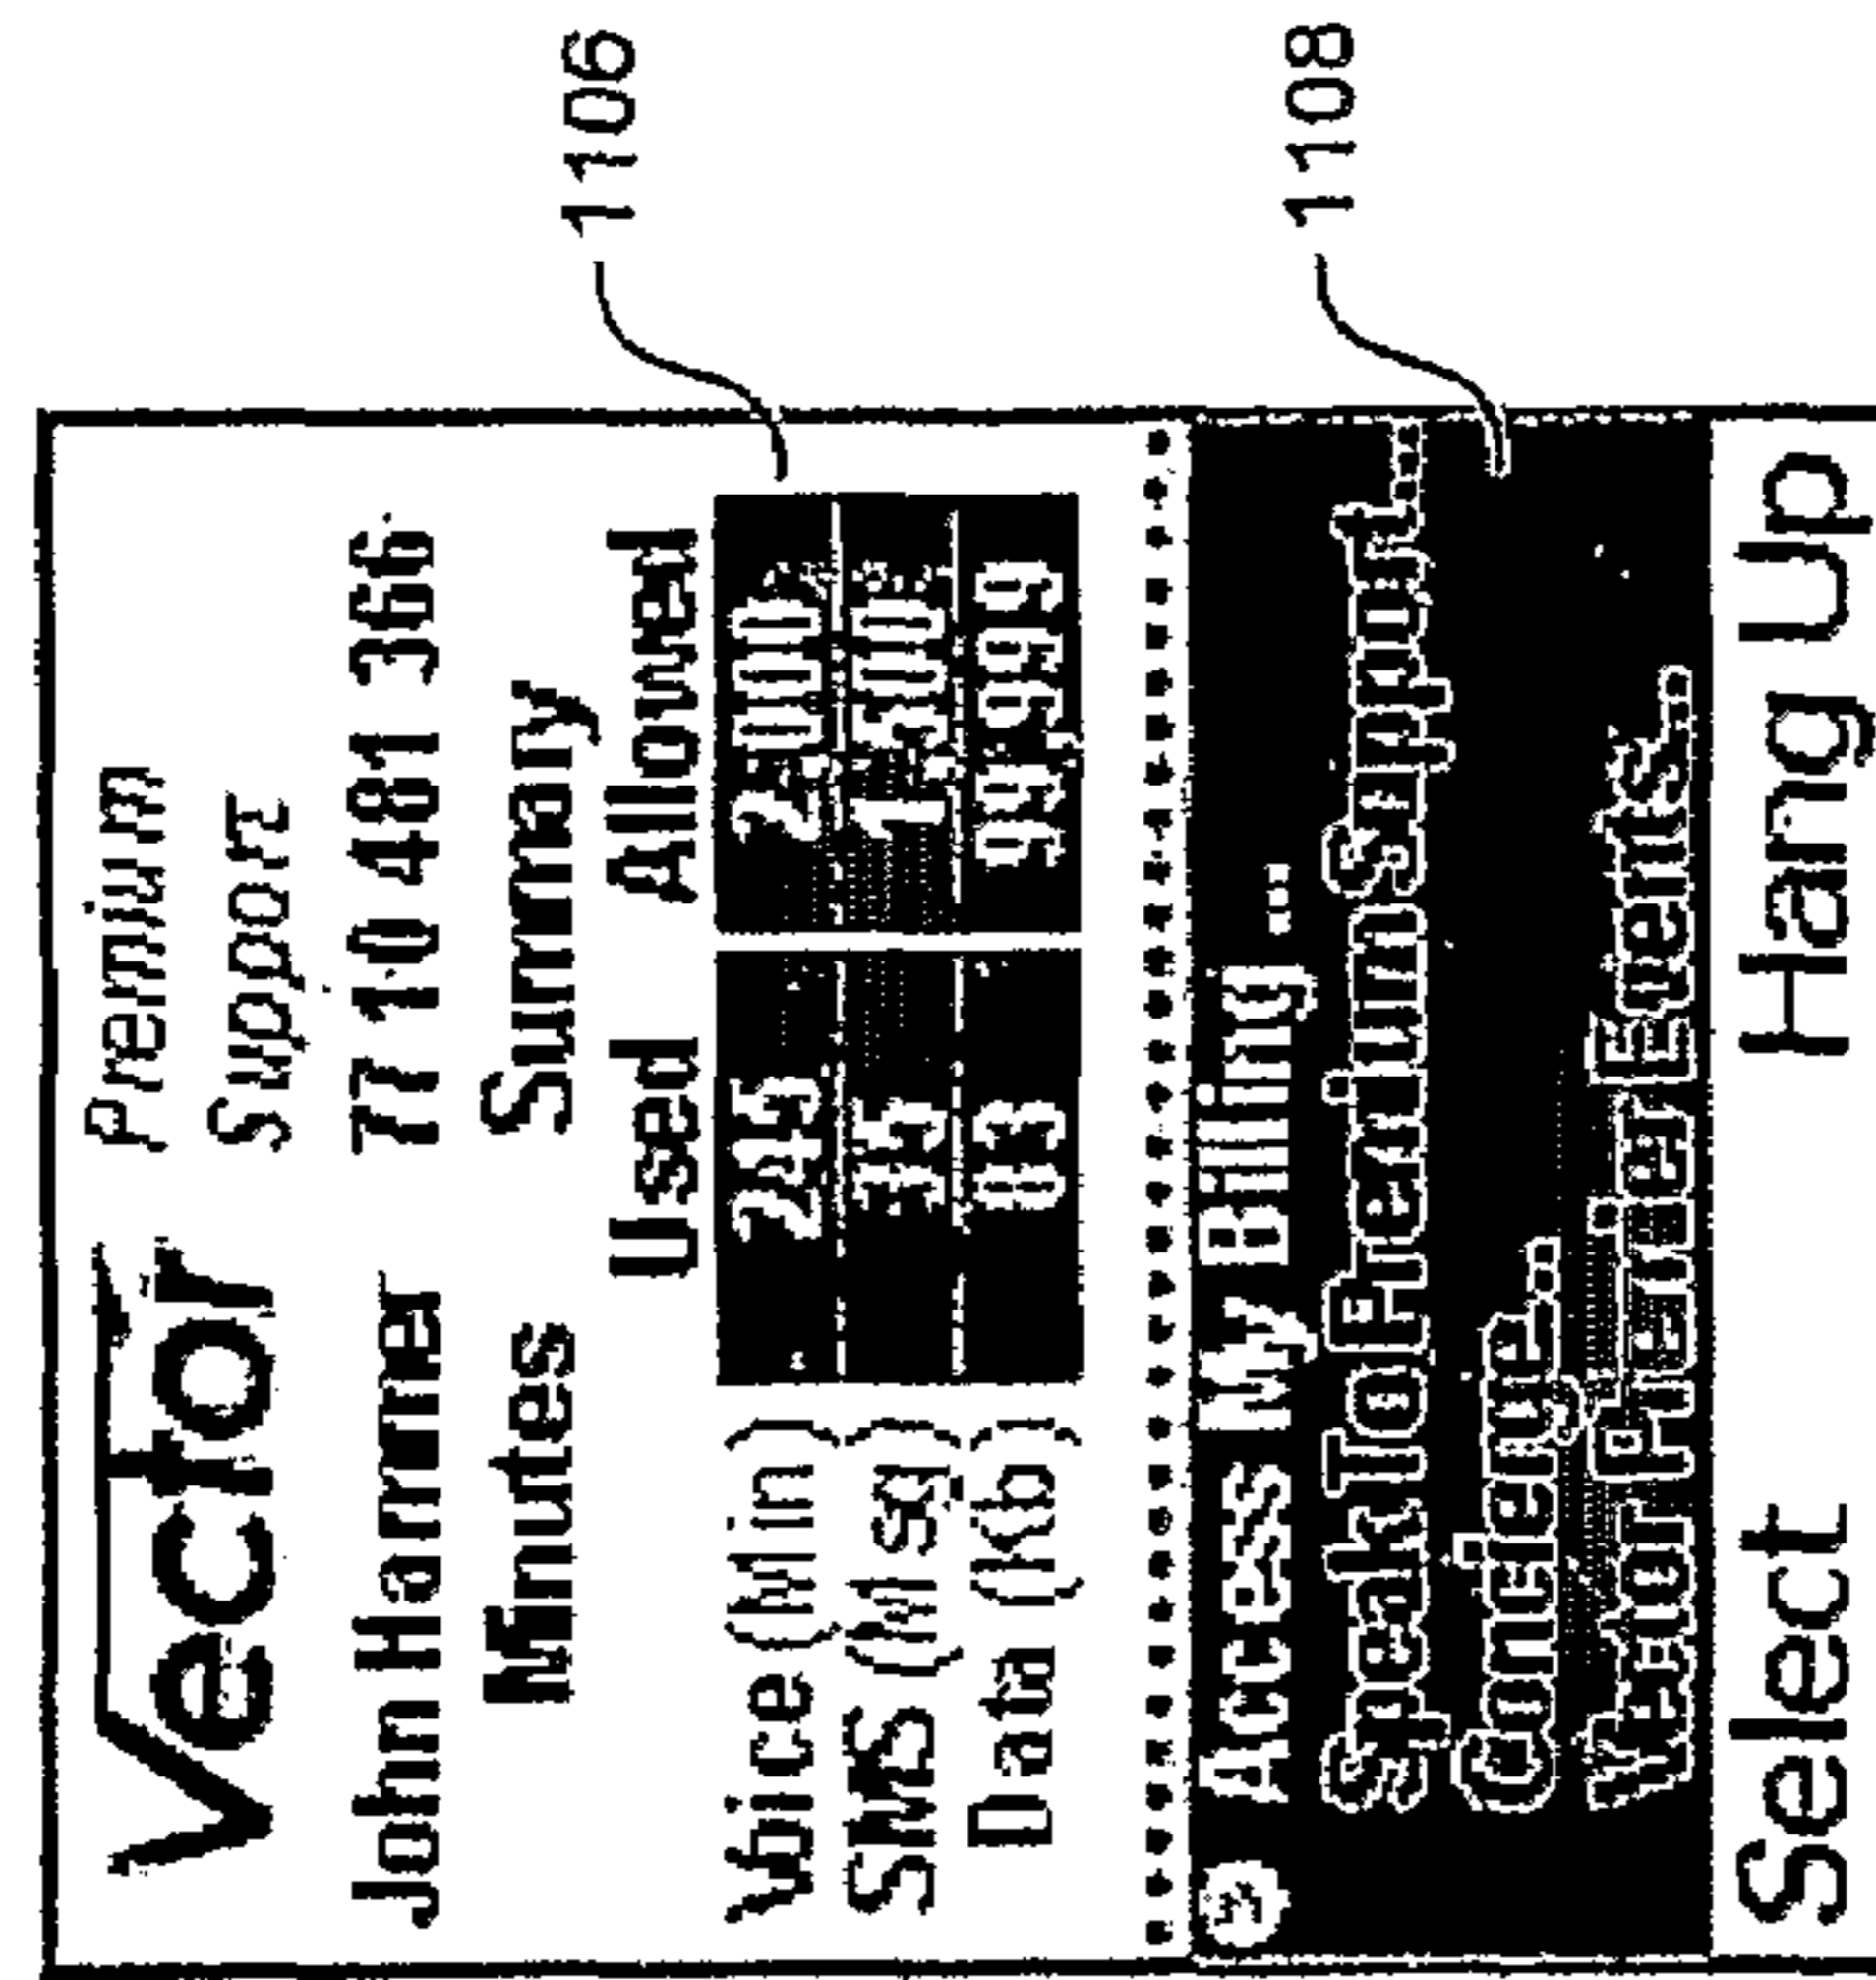 Vector Premium
Support
John Hammer 77 10 481 366
Minutes Summary
Used Allowed
Voice (Min) 245
SMS (Msg) 35
Data (Kb) 03 99999
Access My Billing ...
Speak To Premium Support...
Concierge...
Vector Premier Events...
Select Hang Up
1106
1108